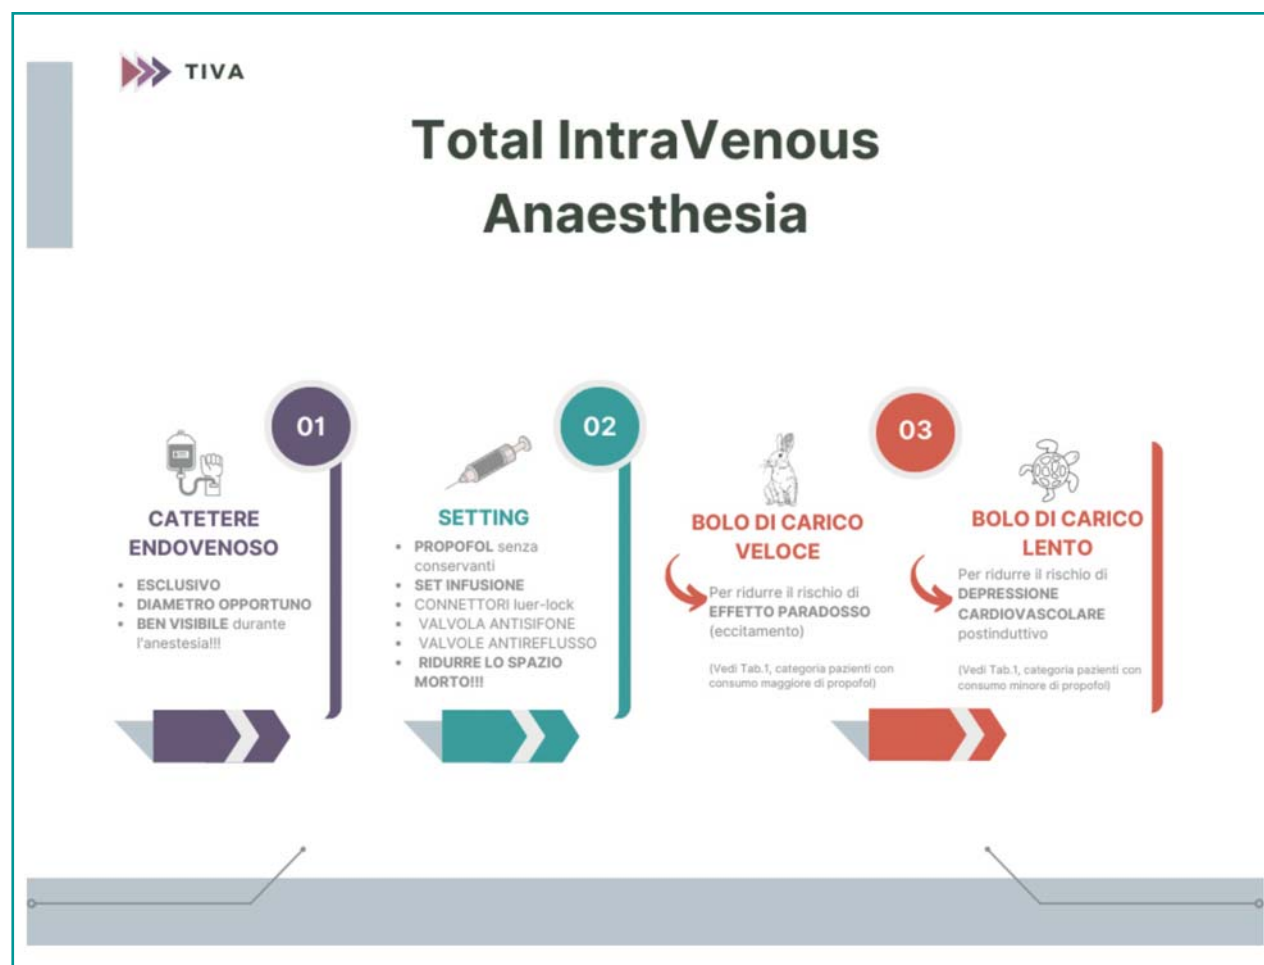 TIVA
Total IntraVenous
Anaesthesia
01
CATETERE
ENDOVENOSO
• ESCLUSIVO
• DIAMETRO OPPORTUNO
• BEN VISIBILE durante
l'anestesia!!!
02
SETTING
• PROPOFOL senza
conservanti
• SET INFUSIONE
• CONNETTORI luer-lock
• VALVOLA ANTISIFONE
• VALVOLE ANTIREFLUSSO
• RIDURRE LO SPAZIO
MORTO!!!
03
BOLO DI CARICO
VELOCE
Per ridurre il rischio di
EFFETTO PARADOSSO
(eccitamento)
(Vedi Tab.1, categoria pazienti con
consumo maggiore di propofol)
BOLO DI CARICO
LENTO
Per ridurre il rischio di
DEPRESSIONE
CARDIOVASCOLARE
postinduttivo
(Vedi Tab.1, categoria pazienti con
consumo minore di propofol)